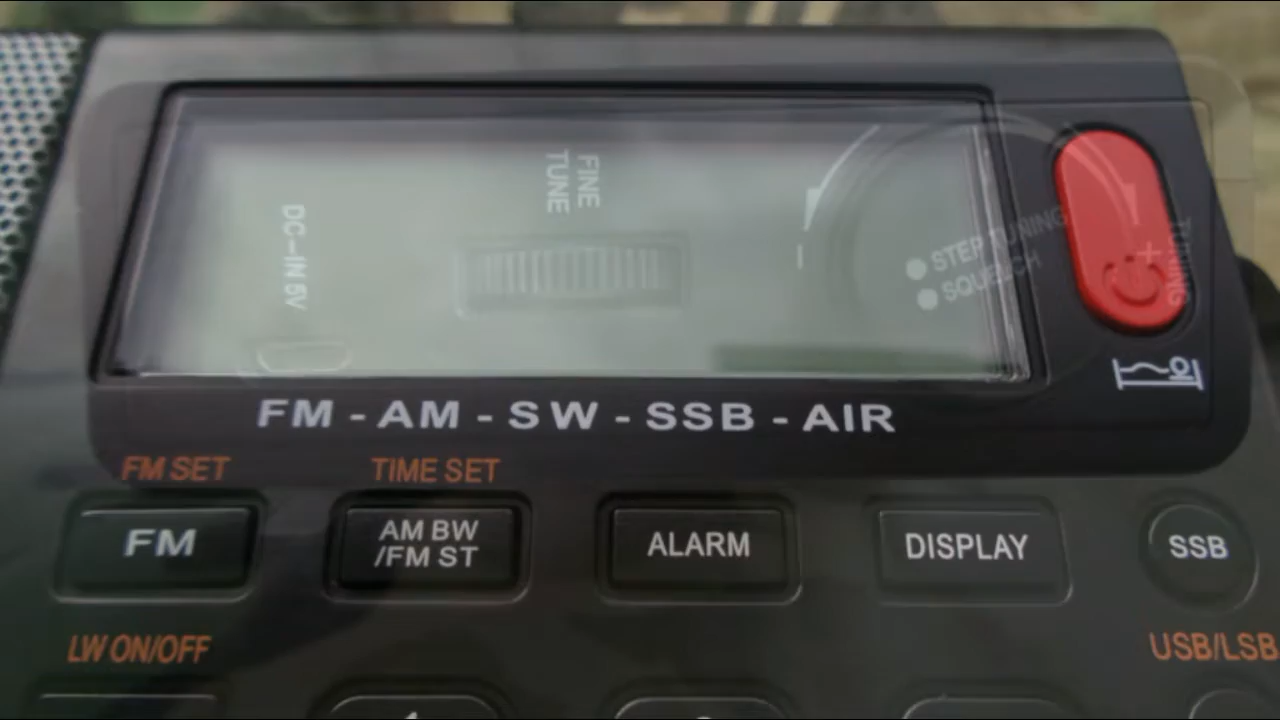 FINE
TUNE
DC-IN 5V
STEP TUNING
SQUELCH
TUNING
FM - AM - SW - SSB - AIR
FM SET
TIME SET
FM
AM BW
/FM ST
ALARM
DISPLAY
SSB
LW ON/OFF
USB/LSB